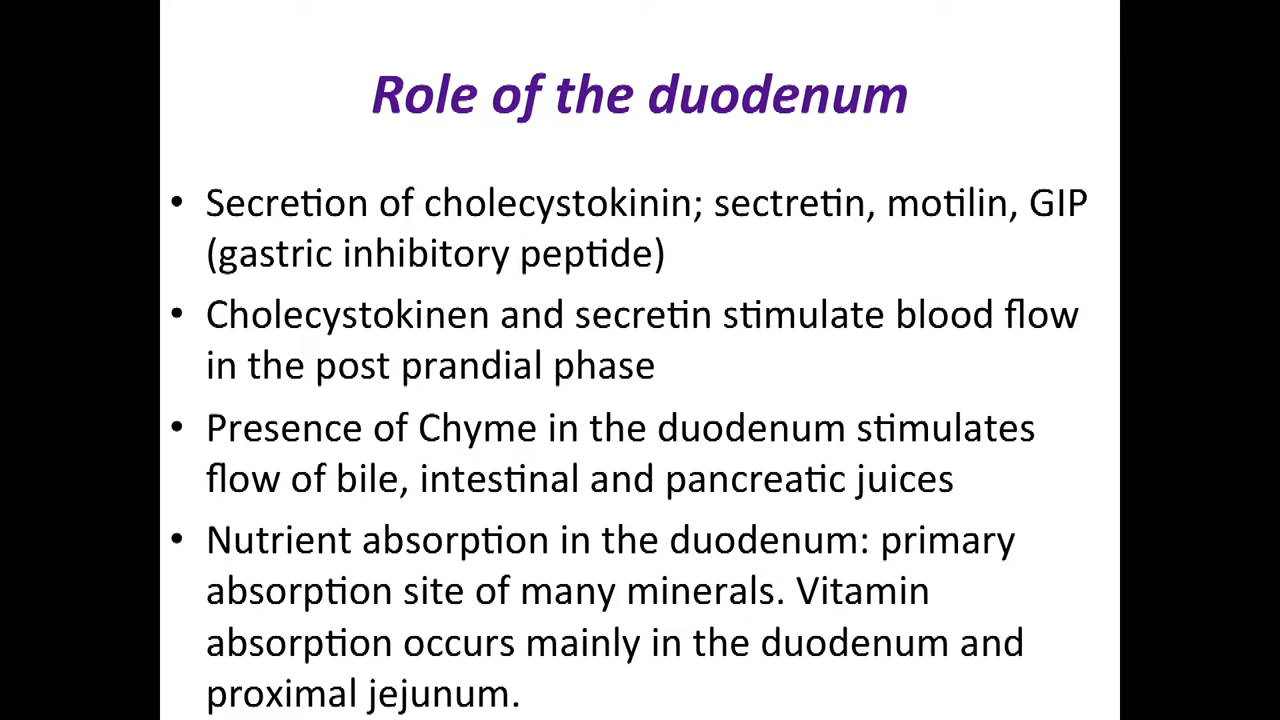 Role of the duodenum
• Secretion of cholecystokinin; sectretin, motilin, GIP
(gastric inhibitory peptide)
• Cholecystokinen and secretin stimulate blood flow
in the post prandial phase
• Presence of Chyme in the duodenum stimulates
flow of bile, intestinal and pancreatic juices
• Nutrient absorption in the duodenum: primary
absorption site of many minerals. Vitamin
absorption occurs mainly in the duodenum and
proximal jejunum.